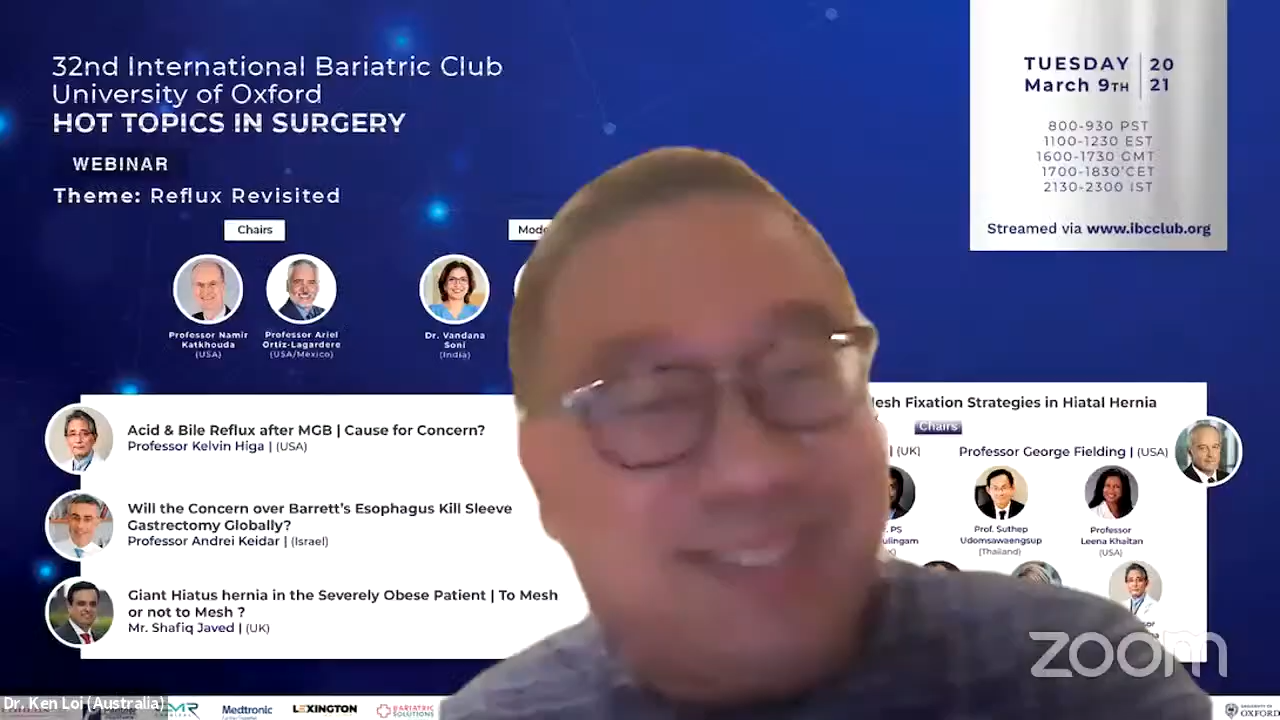 32nd International Bariatric Club
University of Oxford
HOT TOPICS IN SURGERY
WEBINAR
Theme: Reflux Revisited
TUESDAY
March 9TH
20
21
800-930 PST
1100-1230 EST
1600-1730 GMT
1700-1830'CET
2130-2300 IST
Streamed via www.ibcclub.org
Chairs
Professor Namir
Katkhouda
(USA)
Professor Ariel
Ortiz-Lagardere
(USA/Mexico)
Dr. Vandana
Soni
(India)
Acid & Bile Reflux after MGB | Cause for Concern?
Professor Kelvin Higa | (USA)
Will the Concern over Barrett's Esophagus Kill Sleeve
Gastrectomy Globally?
Professor Andrei Keidar | (Israel)
Giant Hiatus hernia in the Severely Obese Patient | To Mesh
or not to Mesh ?
Mr. Shafiq Javed | (UK)
Fixation Strategies in Hiatal Hernia
Chairs
| (UK)
Professor George Fielding | (USA)
PS
Prof. Suthep
Udomsawaengsup
(Thailand)
Professor
Leena Khaitan
(USA)
zoom
Dr. Ken Loi (Australia)
Medtronic
LEXINGTON
BARIATRIC
SOLUTIONS
UNIVERSITY OF
OXFORD